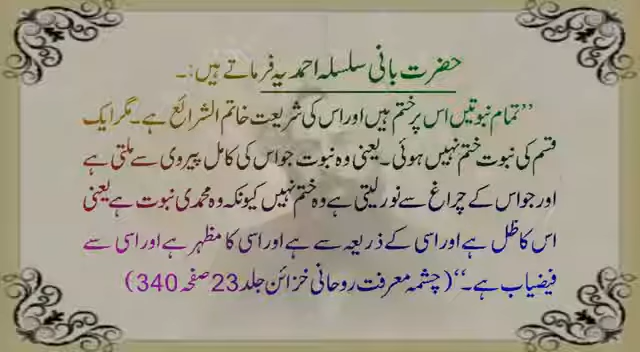 حضرت بانی سلسلہ احمدیہ فرماتے ہیں:۔
”تمام نبوتیں اس پر ختم ہیں اور اس کی شریعت خاتم الشرائع ہے۔ مگر ایک
قسم کی نبوت ختم نہیں ہوئی۔ یعنی وہ نبوت جو اس کی کامل پیروی سے ملتی ہے
اور جو اس کے چراغ سے نور لیتی ہے وہ ختم نہیں کیونکہ وہ محمدی نبوت ہے یعنی
اس کا ظل ہے اور اسی کے ذریعہ سے ہے اور اسی کا مظہر ہے اور اسی سے
فیضیاب ہے۔“ (چشمہ معرفت روحانی خزائن جلد 23 صفحہ 340)